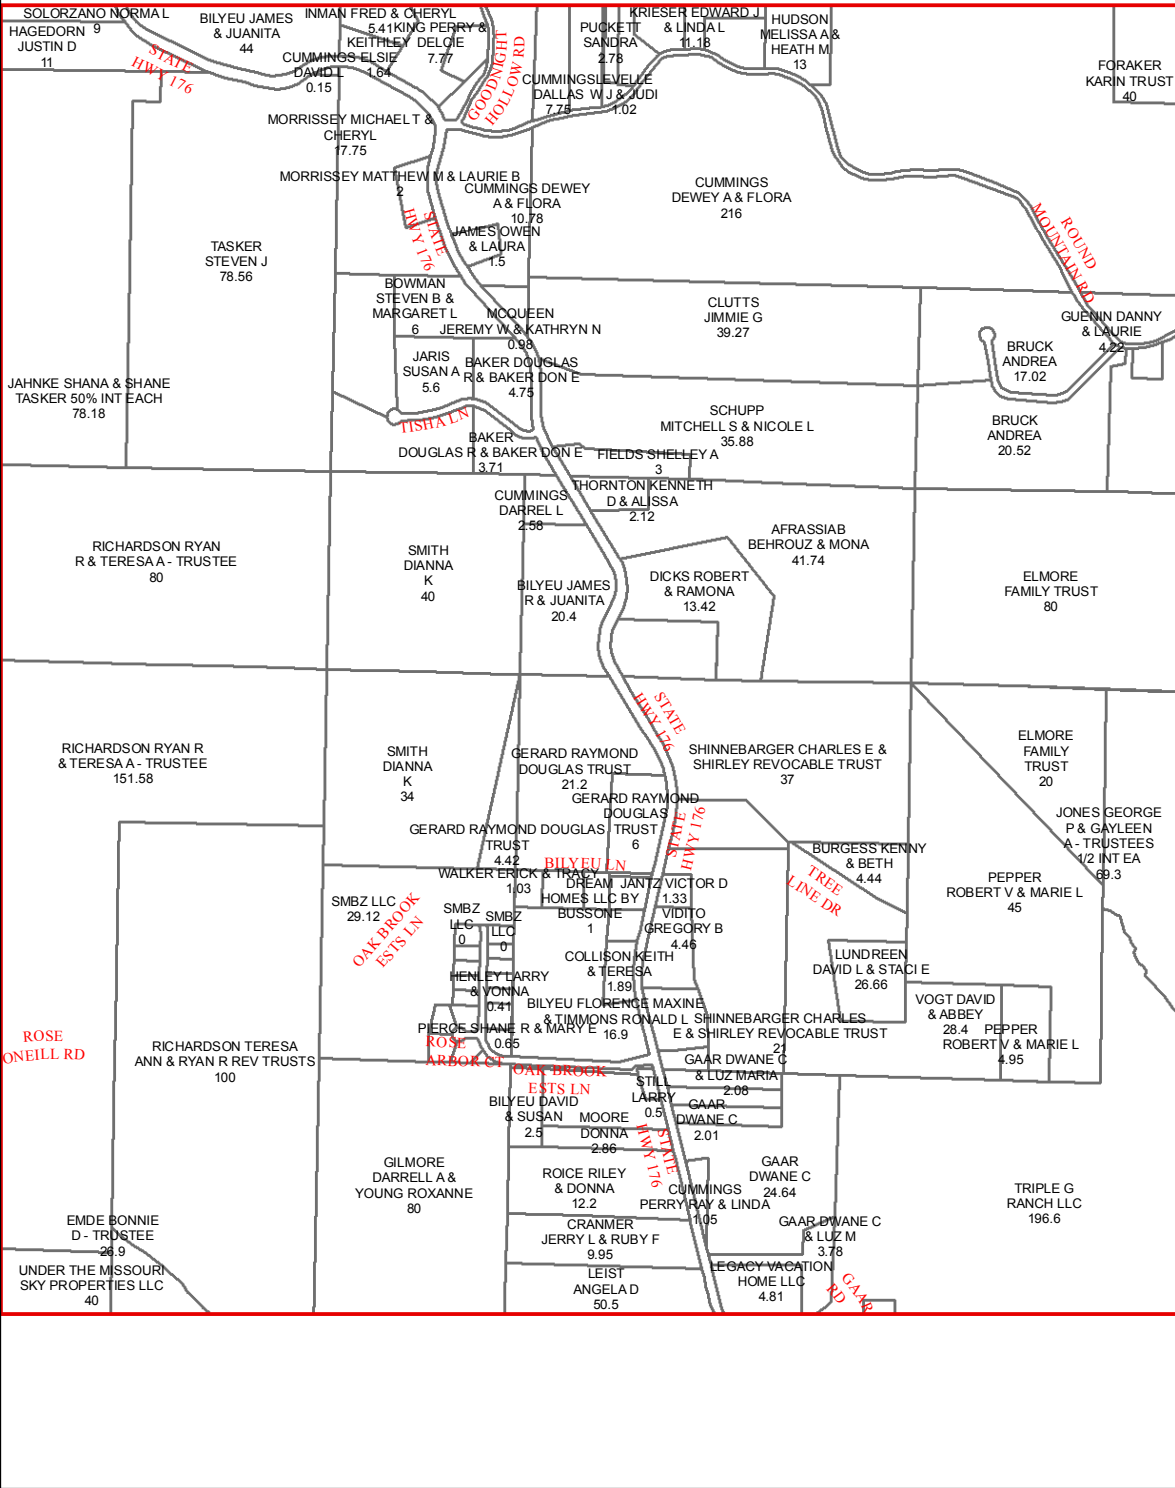 SOLORZANO NORMA L
9
HAGEDORN
JUSTIN D
11
STATE
HWY 176
BILYEU JAMES
& JUANITA
44
INMAN FRED & CHERYL
5.41
KING PERRY &
KEITHLEY DELCIE
7.77
CUMMINGS ELSIE
DAVID L
1.64
0.15
GOODNIGHT
HOLLOW RD
PUCKETT
SANDRA
2.78
KRIESER EDWARD J
& LINDA L
11.18
HUDSON
MELISSA A &
HEATH M
13
FORAKER
KARIN TRUST
40
CUMMINGS
DALLAS W
7.75
LEVELLE
J & JUDI
1.02
MORRISSEY MICHAEL T &
CHERYL
17.75
MORRISSEY MATTHEW M & LAURIE B
2
CUMMINGS DEWEY
A & FLORA
10.78
CUMMINGS
DEWEY A & FLORA
216
STATE
HWY 176
JAMES OWEN
& LAURA
1.5
ROUND
MOUNTAIN RD
TASKER
STEVEN J
78.56
BOWMAN
STEVEN B &
MARGARET L
6
MCQUEEN
JEREMY W & KATHRYN N
0.98
CLUTTS
JIMMIE G
39.27
GUENIN DANNY
& LAURIE
4.22
BRUCK
ANDREA
17.02
JARIS
SUSAN A
5.6
BAKER DOUGLAS
R & BAKER DON E
4.75
JAHNKE SHANA & SHANE
TASKER 50% INT EACH
78.18
TISHA LN
SCHUPP
MITCHELL S & NICOLE L
35.88
BRUCK
ANDREA
20.52
BAKER
DOUGLAS R & BAKER DON E
3.71
FIELDS SHELLEY A
3
CUMMINGS
DARREL L
2.58
THORNTON KENNETH
D & ALISSA
2.12
RICHARDSON RYAN
R & TERESA A - TRUSTEE
80
SMITH
DIANNA
K
40
AFRASSIAB
BEHROUZ & MONA
41.74
BILYEU JAMES
R & JUANITA
20.4
DICKS ROBERT
& RAMONA
13.42
ELMORE
FAMILY TRUST
80
STATE
HWY 176
RICHARDSON RYAN R
& TERESA A - TRUSTEE
151.58
SMITH
DIANNA
K
34
GERARD RAYMOND
DOUGLAS TRUST
21.2
SHINNEBARGER CHARLES E &
SHIRLEY REVOCABLE TRUST
37
ELMORE
FAMILY
TRUST
20
GERARD RAYMOND
DOUGLAS
TRUST
6
GERARD RAYMOND DOUGLAS
TRUST
4.42
STATE
HWY 176
JONES GEORGE
P & GAYLEEN
A - TRUSTEES
1/2 INT EA
69.3
BILYEU LN
BURGESS KENNY
& BETH
4.44
WALKER ERICK & TRACY
1.03
DREAM
HOMES LLC BY
BUSSONE
1
JANTZ VICTOR D
1.33
TREE
LINE DR
PEPPER
ROBERT V & MARIE L
45
SMBZ LLC
29.12
OAK BROOK
ESTS LN
SMBZ
LLC
0
SMBZ
LLC
0
VIDITO
GREGORY B
4.46
COLLISON KEITH
& TERESA
1.89
LUNDREEN
DAVID L & STACI E
26.66
HENLEY LARRY
& VONNA
0.41
BILYEU FLORENCE MAXINE
& TIMMONS RONALD L
16.9
VOGT DAVID
& ABBEY
28.4
PIERCE SHANE R & MARY E
0.65
SHINNEBARGER CHARLES
E & SHIRLEY REVOCABLE TRUST
21
PEPPER
ROBERT V & MARIE L
4.95
ROSE
ONEILL RD
RICHARDSON TERESA
ANN & RYAN R REV TRUSTS
100
ROSE
ARBOR CT
OAK BROOK
ESTS LN
GAAR DWANE C
& LUZ MARIA
2.08
STILL
LARRY
0.5
BILYEU DAVID
& SUSAN
2.5
MOORE
DONNA
2.86
GAAR
DWANE C
2.01
STATE
HWY 176
GILMORE
DARRELL A &
YOUNG ROXANNE
80
ROICE RILEY
& DONNA
12.2
GAAR
DWANE C
24.64
CUMMINGS
PERRY RAY & LINDA
1.05
TRIPLE G
RANCH LLC
196.6
EMDE BONNIE
D - TRUSTEE
26.9
CRANMER
JERRY L & RUBY F
9.95
GAAR DWANE C
& LUZ M
3.78
UNDER THE MISSOURI
SKY PROPERTIES LLC
40
LEIST
ANGELA D
50.5
LEGACY VACATION
HOME LLC
4.81
GAAR
RD